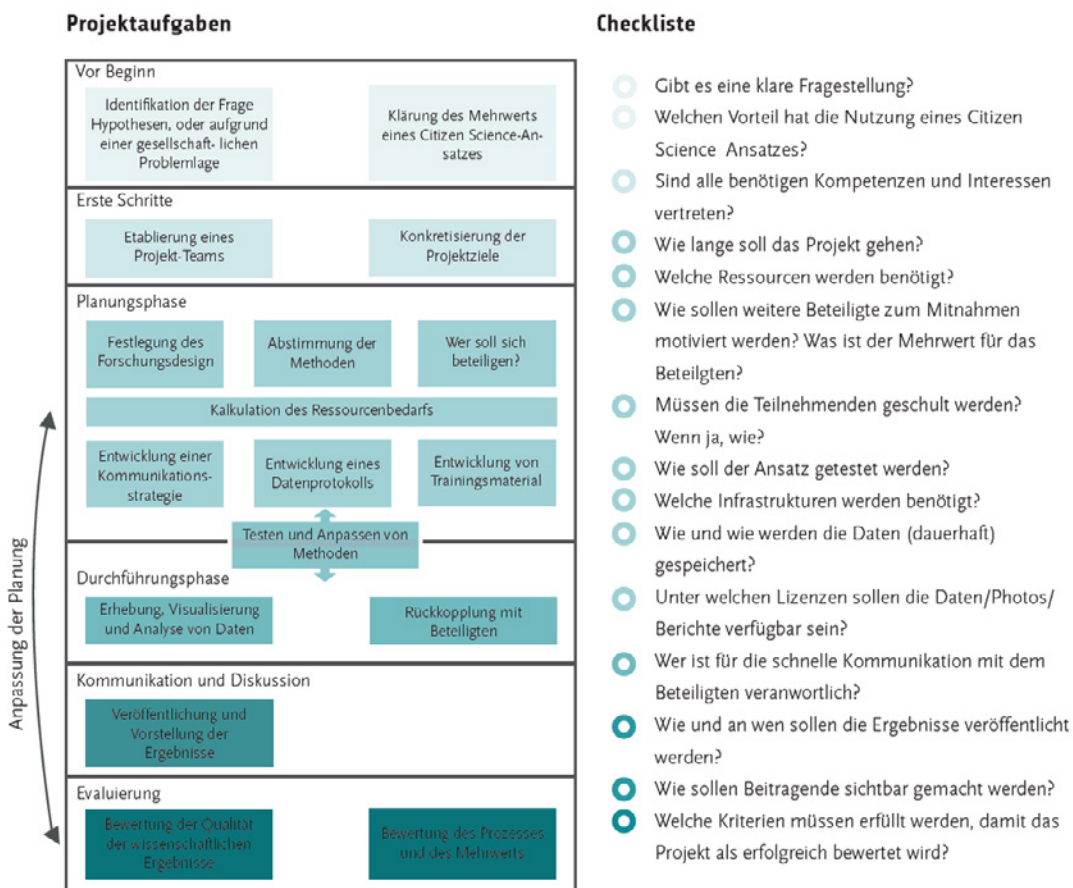 Projektaufgaben
Vor Beginn
Identifikation der Frage
Hypothesen, oder aufgrund
einer gesellschaft- lichen
Problemlage
Klärung des Mehrwerts
eines Citizen Science-An-
satzes
Erste Schritte
Etablierung eines
Projekt-Teams
Konkretisierung der
Projektziele
Planungsphase
Festlegung des
Forschungsdesign
Abstimmung der
Methoden
Wer soll sich
beteiligen?
Kalkulation des Ressourcenbedarfs
Entwicklung einer
Kommunikations-
strategie
Entwicklung eines
Datenprotokolls
Entwicklung von
Trainingsmaterial
Testen und Anpassen von
Methoden
Durchführungsphase
Erhebung, Visualisierung
und Analyse von Daten
Rückkopplung mit
Beteiligten
Kommunikation und Diskussion
Veröffentlichung und
Vorstellung der
Ergebnisse
Evaluierung
Bewertung der Qualität
der wissenschaftlichen
Ergebnisse
Bewertung des Prozesses
und des Mehrwerts
Anpassung der Planung
Checkliste
Gibt es eine klare Fragestellung?
Welchen Vorteil hat die Nutzung eines Citizen
Science Ansatzes?
Sind alle benötigen Kompetenzen und Interessen
vertreten?
Wie lange soll das Projekt gehen?
Welche Ressourcen werden benötigt?
Wie sollen weitere Beteiligte zum Mitnahmen
motiviert werden? Was ist der Mehrwert für das
Beteilgten?
Müssen die Teilnehmenden geschult werden?
Wenn ja, wie?
Wie soll der Ansatz getestet werden?
Welche Infrastrukturen werden benötigt?
Wie und wie werden die Daten (dauerhaft)
gespeichert?
Unter welchen Lizenzen sollen die Daten/Photos/
Berichte verfügbar sein?
Wer ist für die schnelle Kommunikation mit dem
Beteiligten veranwortlich?
Wie und an wen sollen die Ergebnisse veröffentlicht
werden?
Wie sollen Beitragende sichtbar gemacht werden?
Welche Kriterien müssen erfüllt werden, damit das
Projekt als erfolgreich bewertet wird?